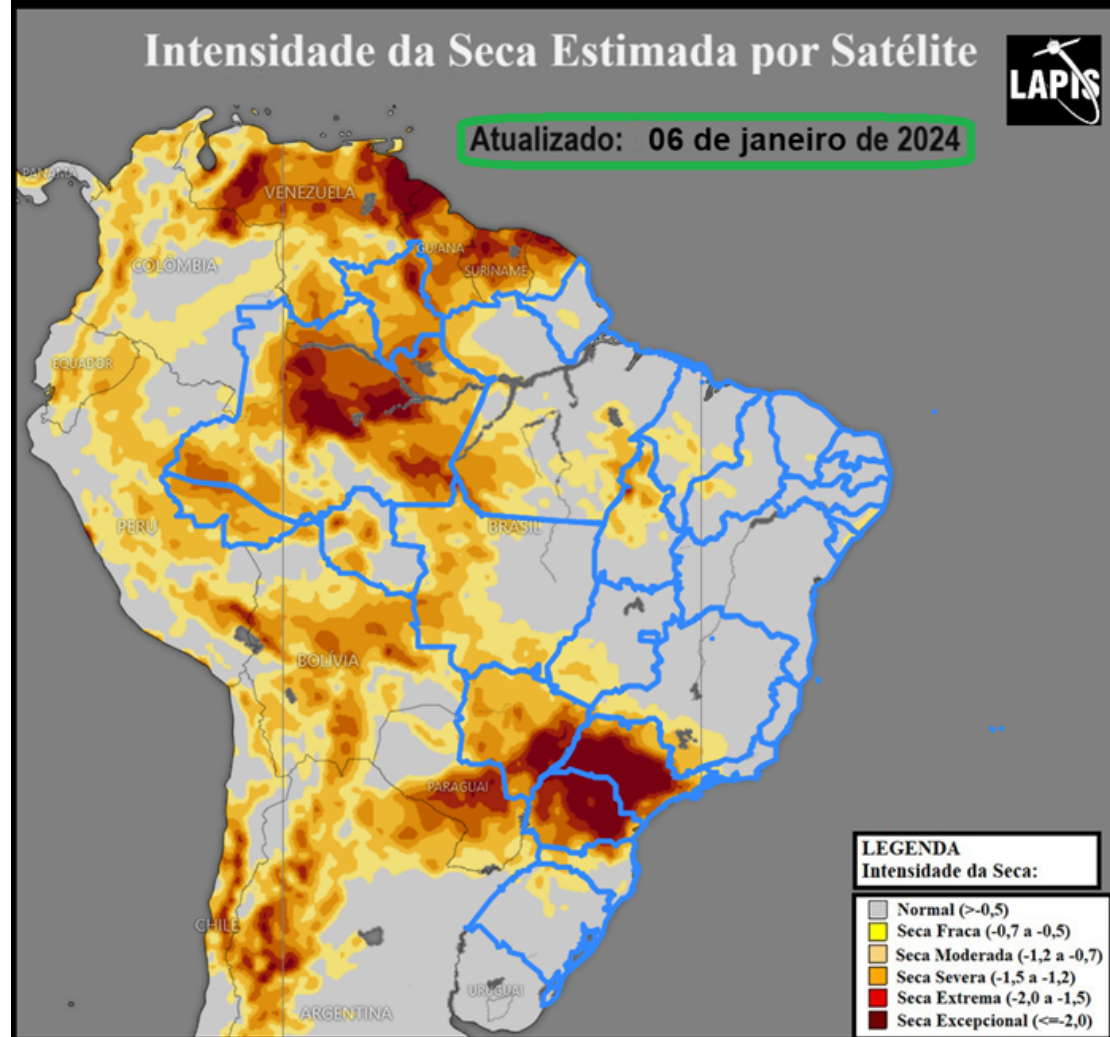 Intensidade da Seca Estimada por Satélite
LAPIS
Atualizado: 06 de janeiro de 2024
PANAMÁ
VENEZUELA
GUIANA
COLÔMBIA
SURINAME
EQUADOR
PERÚ
BRASIL
BOLÍVIA
PARAGUAI
CHILE
URUGUAI
ARGENTINA
LEGENDA
Intensidade da Seca:
Normal (>-0,5)
Seca Fraca (-0,7 a -0,5)
Seca Moderada (-1,2 a -0,7)
Seca Severa (-1,5 a -1,2)
Seca Extrema (-2,0 a -1,5)
Seca Excepcional (<=-2,0)